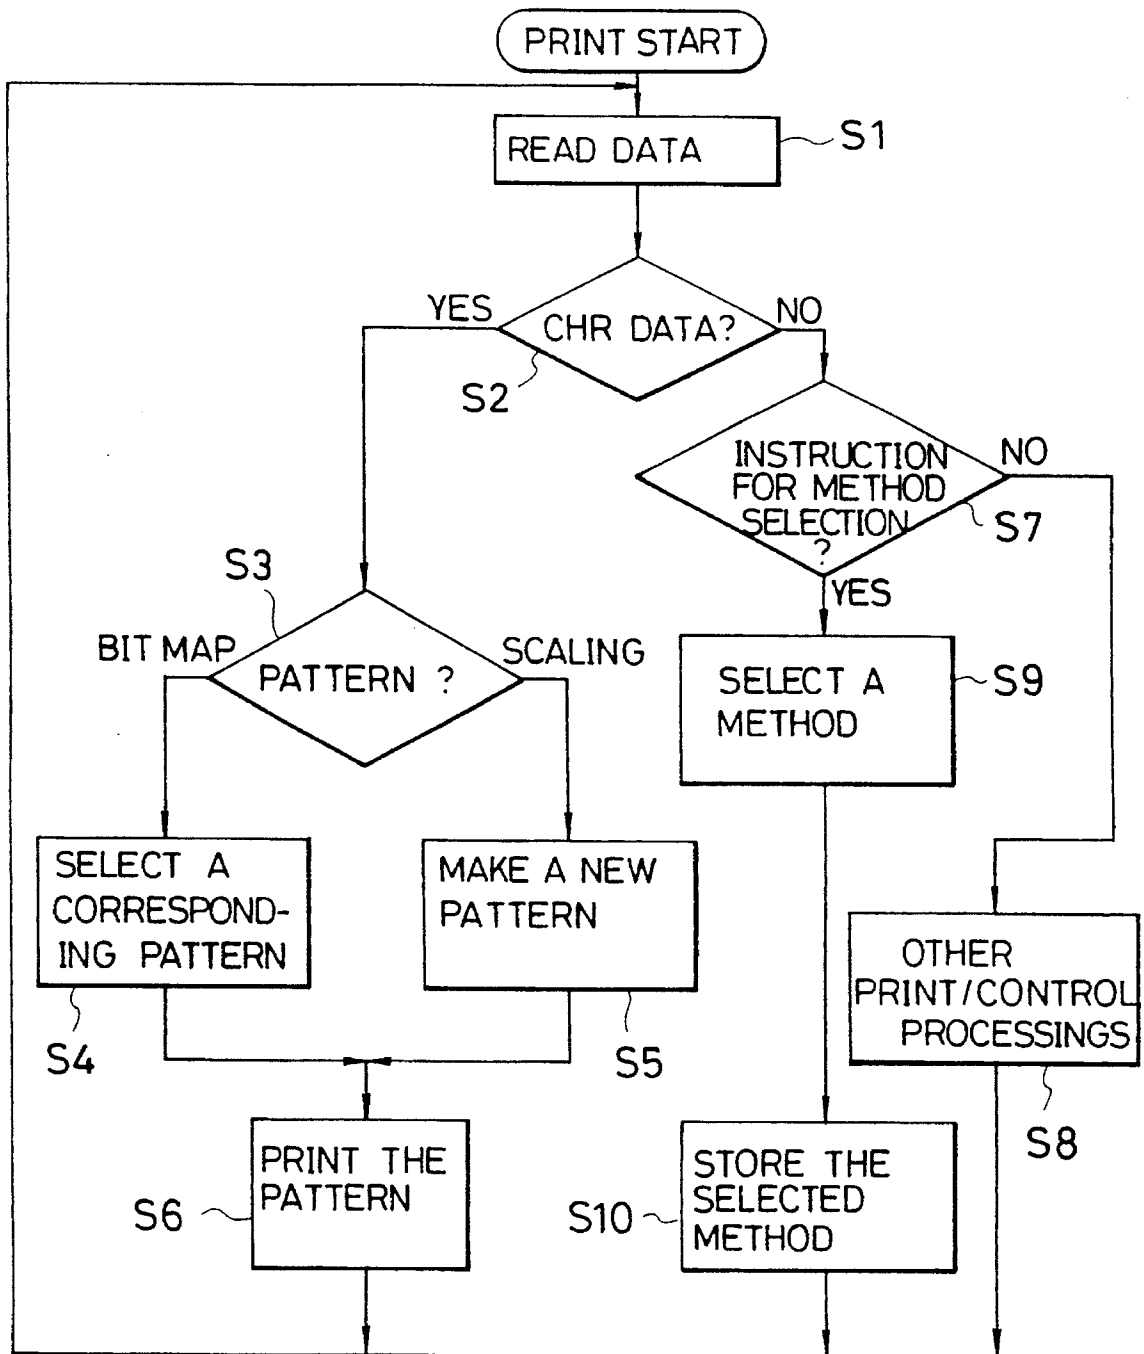 PRINT START
READ DATA
S1
YES
CHR DATA?
NO
S2
INSTRUCTION
FOR METHOD
SELECTION
?
NO
S7
YES
S3
BIT MAP
PATTERN ?
SCALING
SELECT A
METHOD
S9
SELECT A
CORRESPOND-
ING PATTERN
S4
MAKE A NEW
PATTERN
S5
OTHER
PRINT/CONTROL
PROCESSINGS
S8
PRINT THE
PATTERN
S6
STORE THE
SELECTED
METHOD
S10